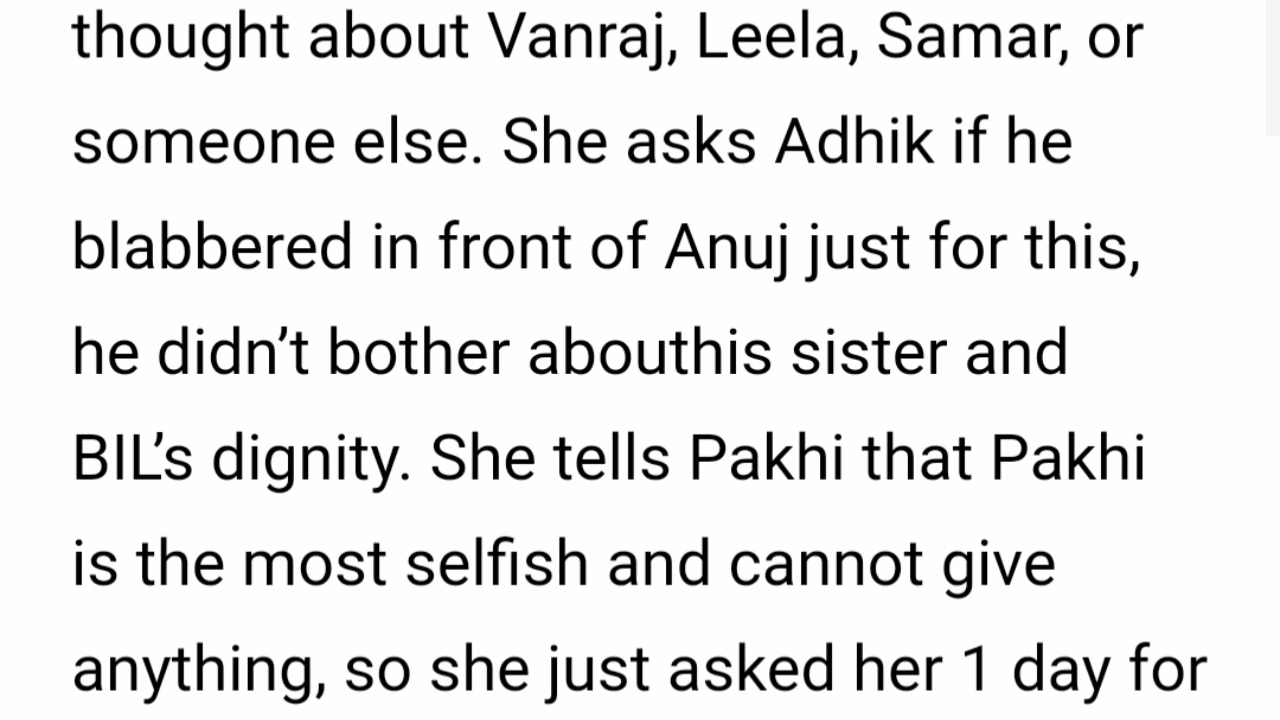 thought about Vanraj, Leela, Samar, or
someone else. She asks Adhik if he
blabbered in front of Anuj just for this,
he didn’t bother abouthis sister and
BIL’s dignity. She tells Pakhi that Pakhi
is the most selfish and cannot give
anything, so she just asked her 1 day for